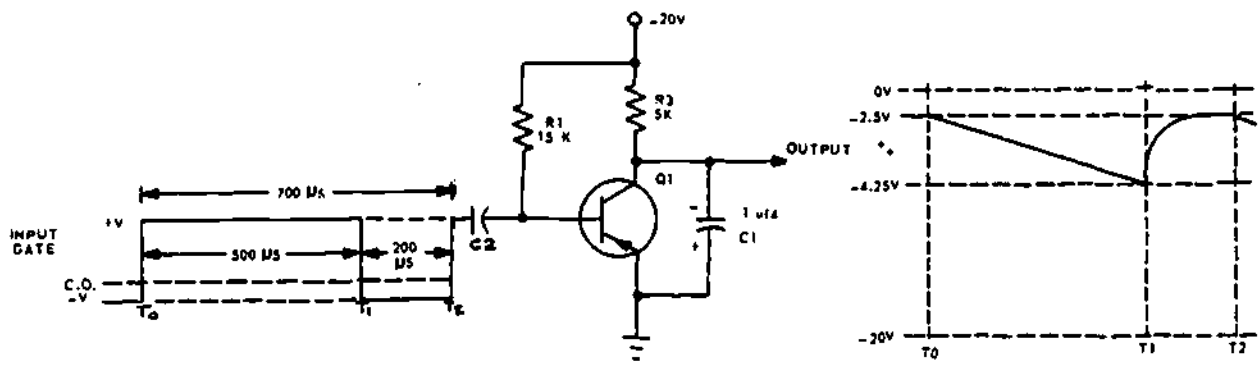 -20V
R1
15 K
R3
5K
OUTPUT
Q1
1 ufd
C1
C2
700 µS
INPUT
GATE
+V
500 µS
200
µS
C.O.
-V
T0
T1
T2
0V
-2.5V
-4.25V
-20V
T0
T1
T2